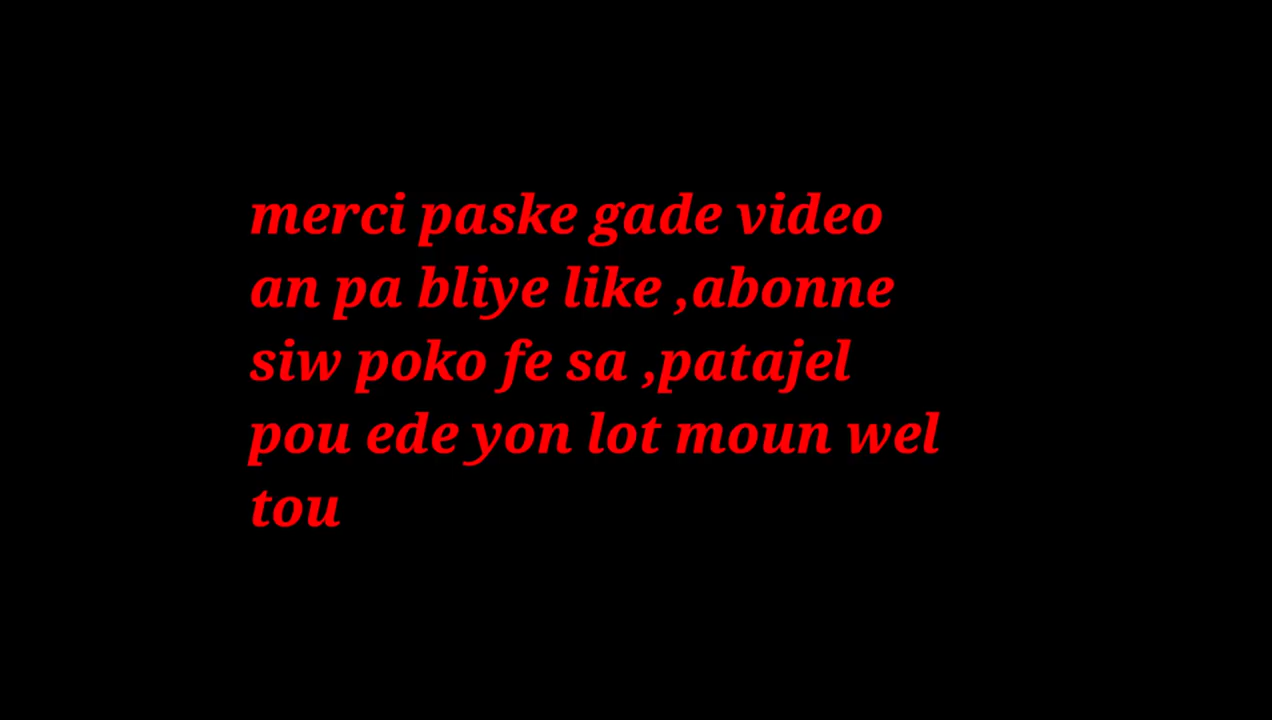 merci paske gade video
an pa bliye like ,abonne
siw poko fe sa ,patajel
pou ede yon lot moun wel
tou